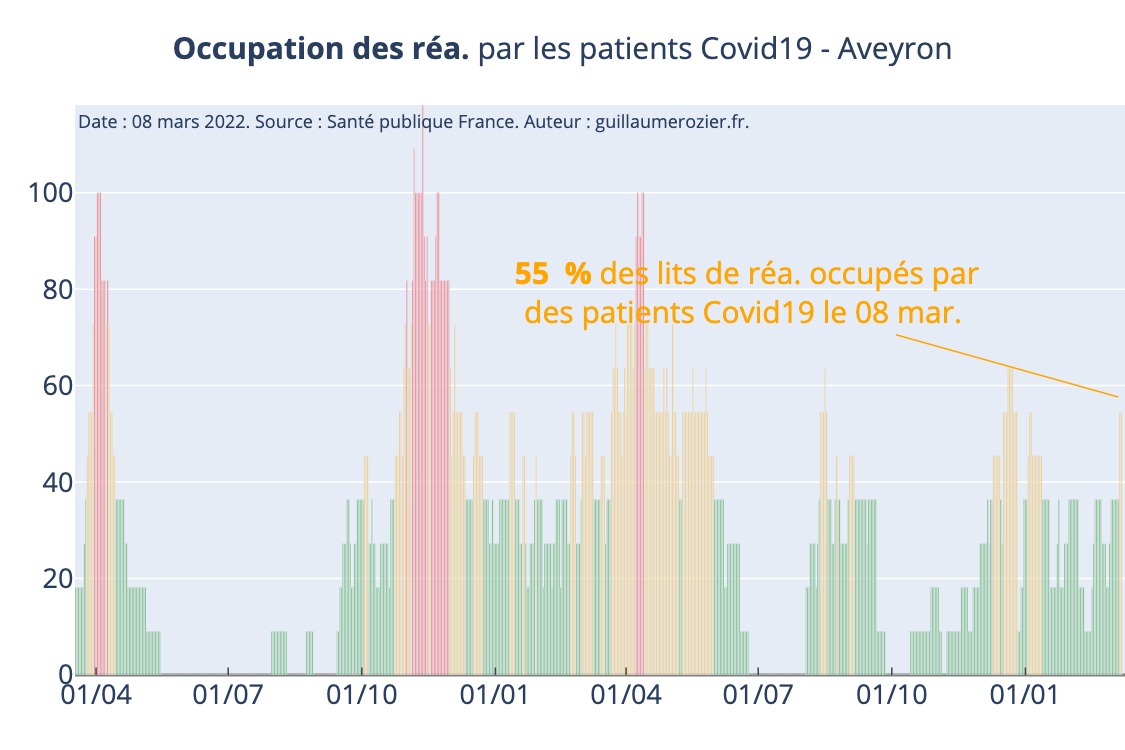 Occupation des réa. par les patients Covid19 - Aveyron
Date : 08 mars 2022. Source : Santé publique France. Auteur : guillaumerozier.fr.
100
80
60
40
20
0
55 % des lits de réa. occupés par
des patients Covid19 le 08 mar.
01/04 01/07 01/10 01/01 01/04 01/07 01/10 01/01